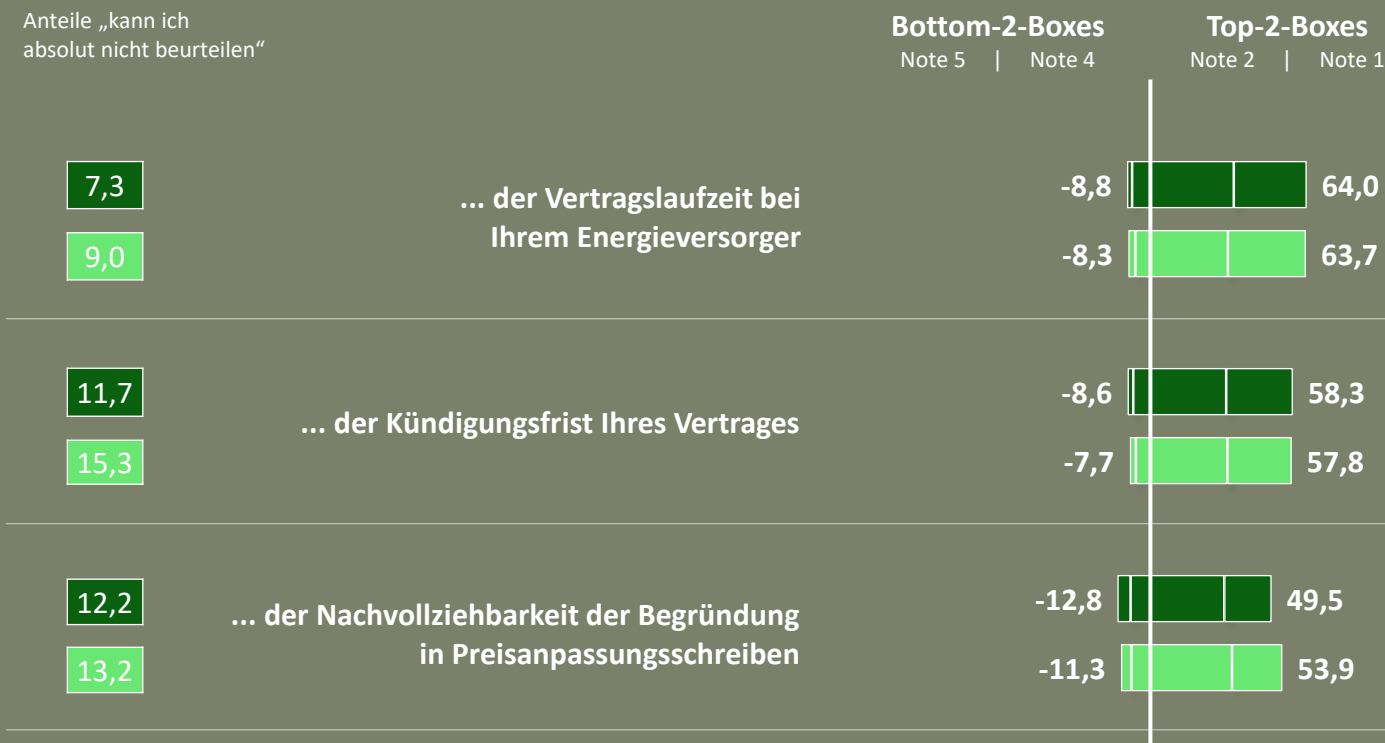 Anteile „kann ich
absolut nicht beurteilen“
Bottom-2-Boxes Top-2-Boxes
Note 5 | Note 4 Note 2 | Note 1
7,3 -8,8 64,0
... der Vertragslaufzeit bei
Ihrem Energieversorger
9,0 -8,3 63,7
11,7 -8,6 58,3
... der Kündigungsfrist Ihres Vertrages
15,3 -7,7 57,8
12,2 -12,8 49,5
... der Nachvollziehbarkeit der Begründung
in Preisanpassungsschreiben
13,2 -11,3 53,9